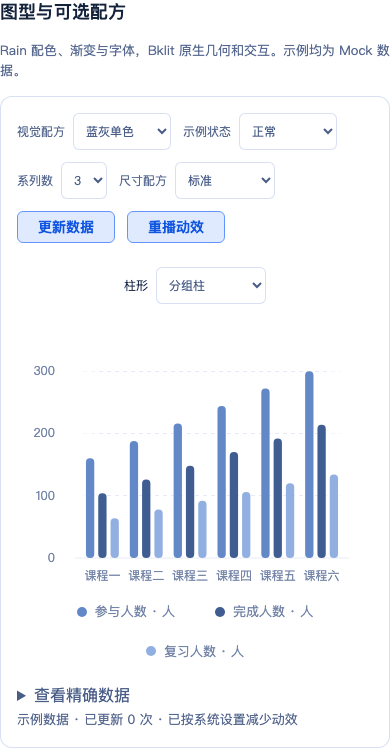 图型与可选配方
Rain 配色、渐变与字体，Bklit 原生几何和交互。示例均为 Mock 数
据。
视觉配方 蓝灰单色 示例状态 正常
系列数 3 尺寸配方 标准
更新数据 重播动效
柱形 分组柱
300
200
100
0
课程一 课程二 课程三 课程四 课程五 课程六
参与人数 · 人 完成人数 · 人
复习人数 · 人
▶ 查看精确数据
示例数据 · 已更新 0 次 · 已按系统设置减少动效